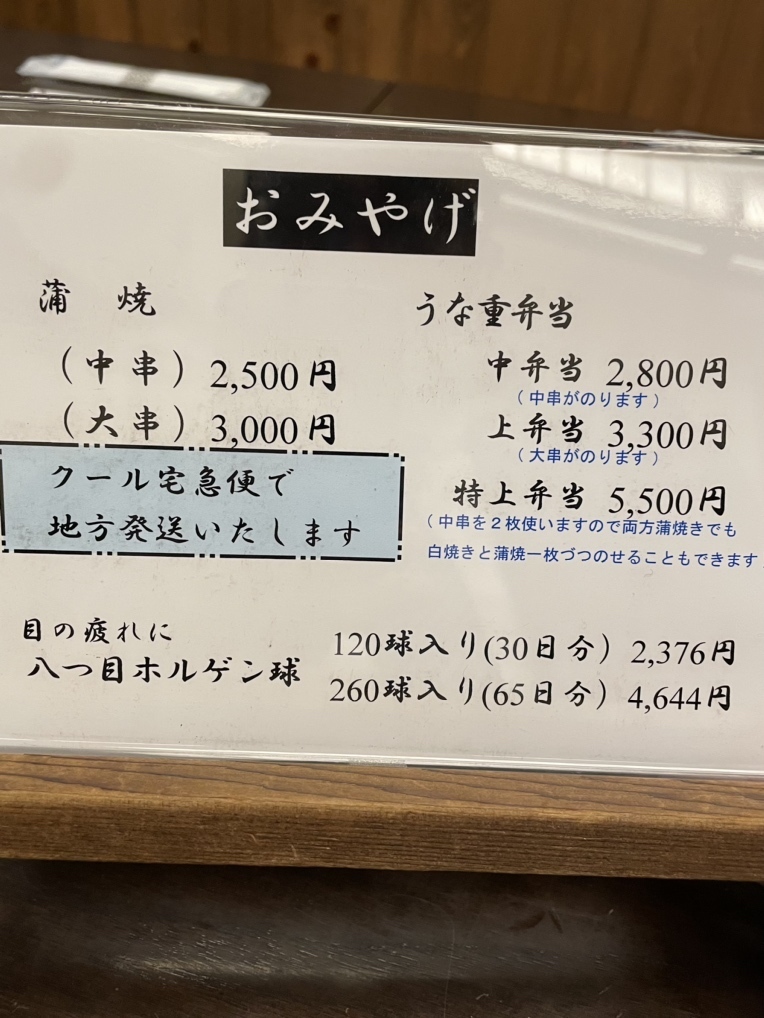 おみやげ
蒲 焼
（中串）2,500円
（大串）3,000円
クール宅急便で
地方発送いたします
うな重弁当
中弁当 2,800円
（中串がのります）
上弁当 3,300円
（大串がのります）
特上弁当 5,500円
（中串を２枚使いますので両方蒲焼きでも
白焼きと蒲焼一枚づつのせることもできます）
目の疲れに
八つ目ホルゲン球
120球入り(30日分) 2,376円
260球入り(65日分) 4,644円